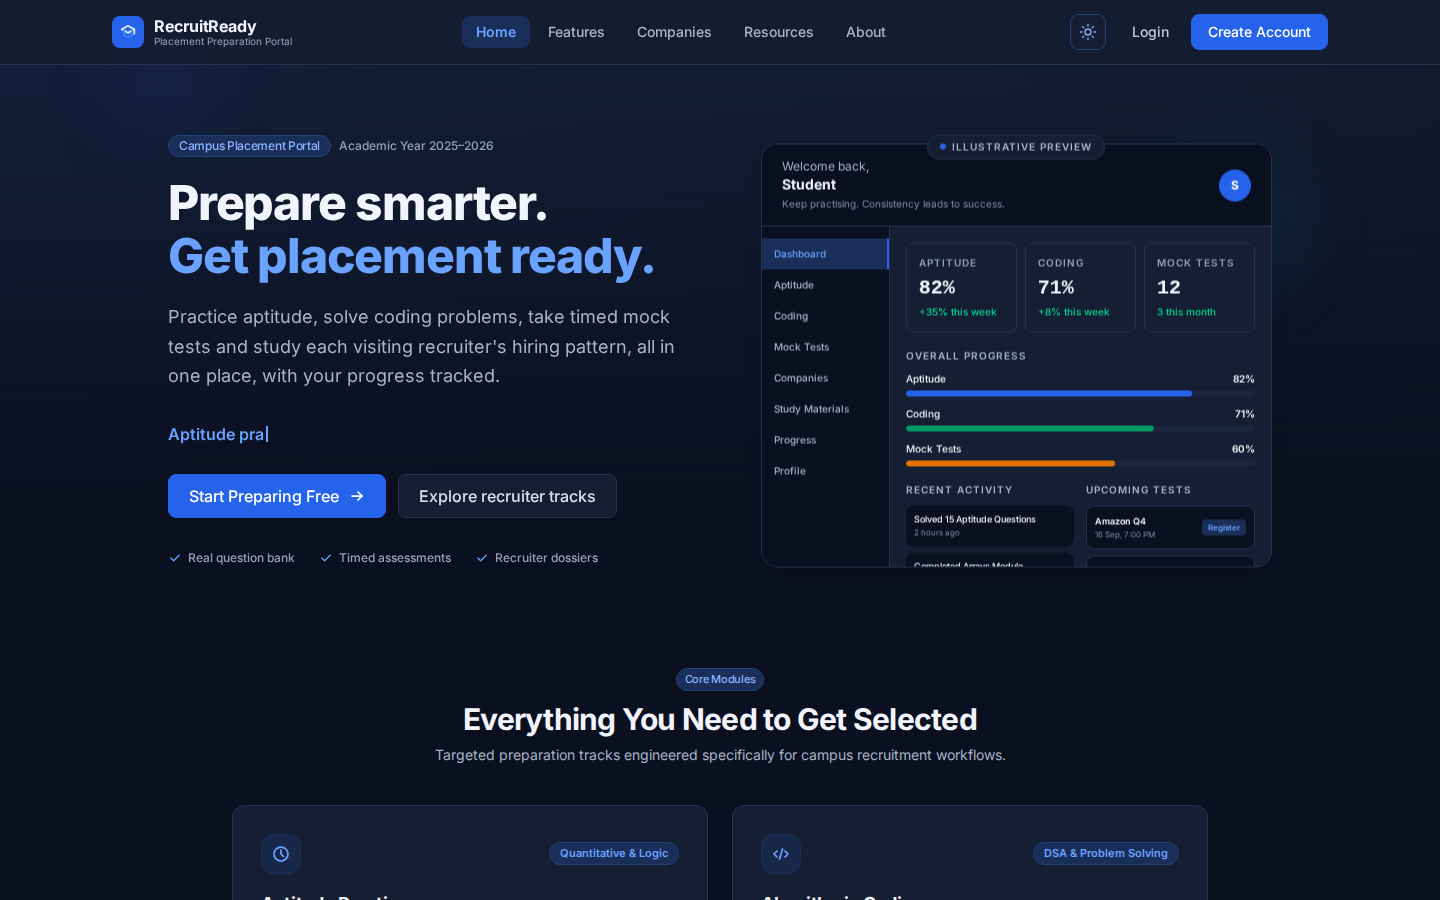 RecruitReady
Placement Preparation Portal
Home
Features
Companies
Resources
About
Login
Create Account
Campus Placement Portal
Academic Year 2025–2026
Prepare smarter.
Get placement ready.
Practice aptitude, solve coding problems, take timed mock
tests and study each visiting recruiter's hiring pattern, all in
one place, with your progress tracked.
Aptitude pra
Start Preparing Free
Explore recruiter tracks
Real question bank
Timed assessments
Recruiter dossiers
ILLUSTRATIVE PREVIEW
Welcome back,
Student
Keep practising. Consistency leads to success.
S
Dashboard
Aptitude
Coding
Mock Tests
Companies
Study Materials
Progress
Profile
APTITUDE
82%
+35% this week
CODING
71%
+8% this week
MOCK TESTS
12
3 this month
OVERALL PROGRESS
Aptitude
82%
Coding
71%
Mock Tests
60%
RECENT ACTIVITY
Solved 15 Aptitude Questions
2 hours ago
Completed Arrays Module
UPCOMING TESTS
Amazon Q4
16 Sep, 7:00 PM
Register
Core Modules
Everything You Need to Get Selected
Targeted preparation tracks engineered specifically for campus recruitment workflows.
Quantitative & Logic
DSA & Problem Solving